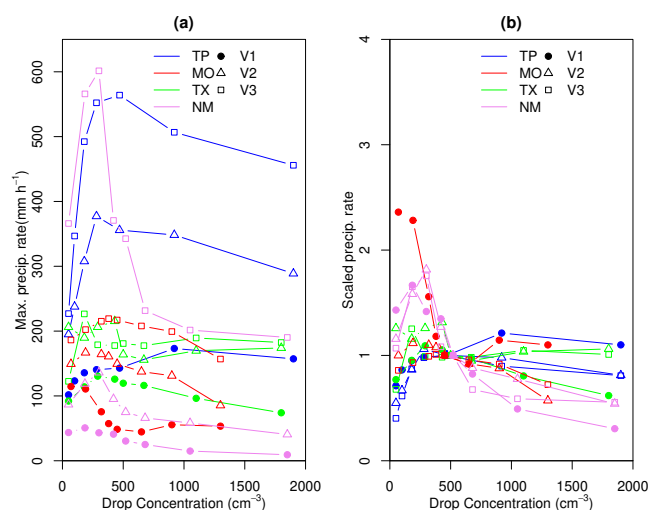 (a)
TP V1
MO V2
TX V3
NM
Max. precip. rate(mm h⁻¹)
600
500
400
300
200
100
0
0 500 1000 1500 2000
Drop Concentration (cm⁻³)
(b)
TP V1
MO V2
TX V3
NM
Scaled precip. rate
4
3
2
1
0
0 500 1000 1500 2000
Drop Concentration (cm⁻³)